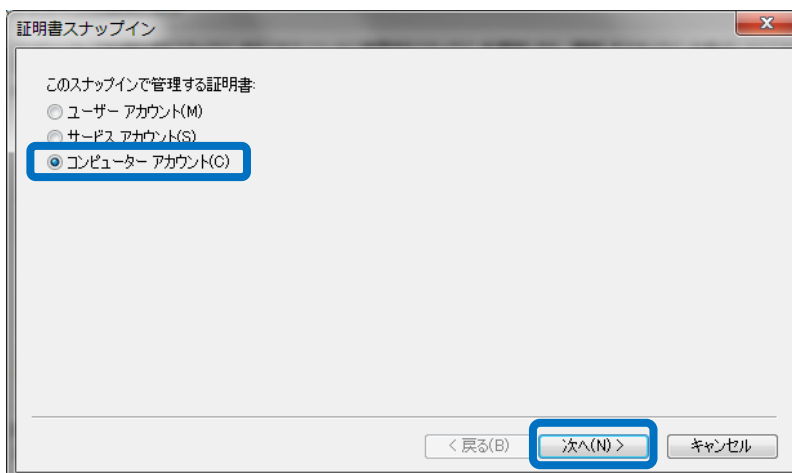 証明書スナップイン
このスナップインで管理する証明書:
ユーザー アカウント(M)
サービス アカウント(S)
コンピューター アカウント(C)
< 戻る(B) 次へ(N) > キャンセル